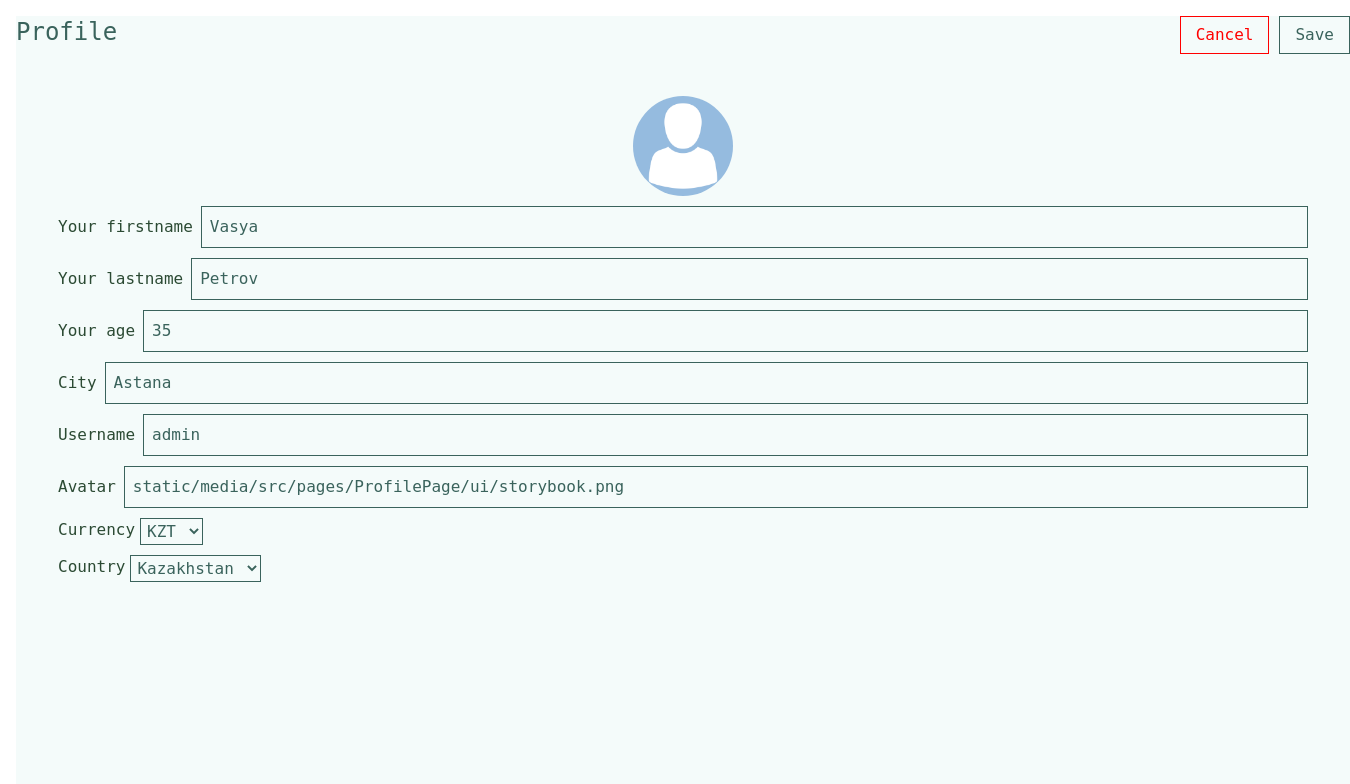 Profile
Cancel Save
Your firstname Vasya
Your lastname Petrov
Your age 35
City Astana
Username admin
Avatar static/media/src/pages/ProfilePage/ui/storybook.png
Currency KZT
Country Kazakhstan